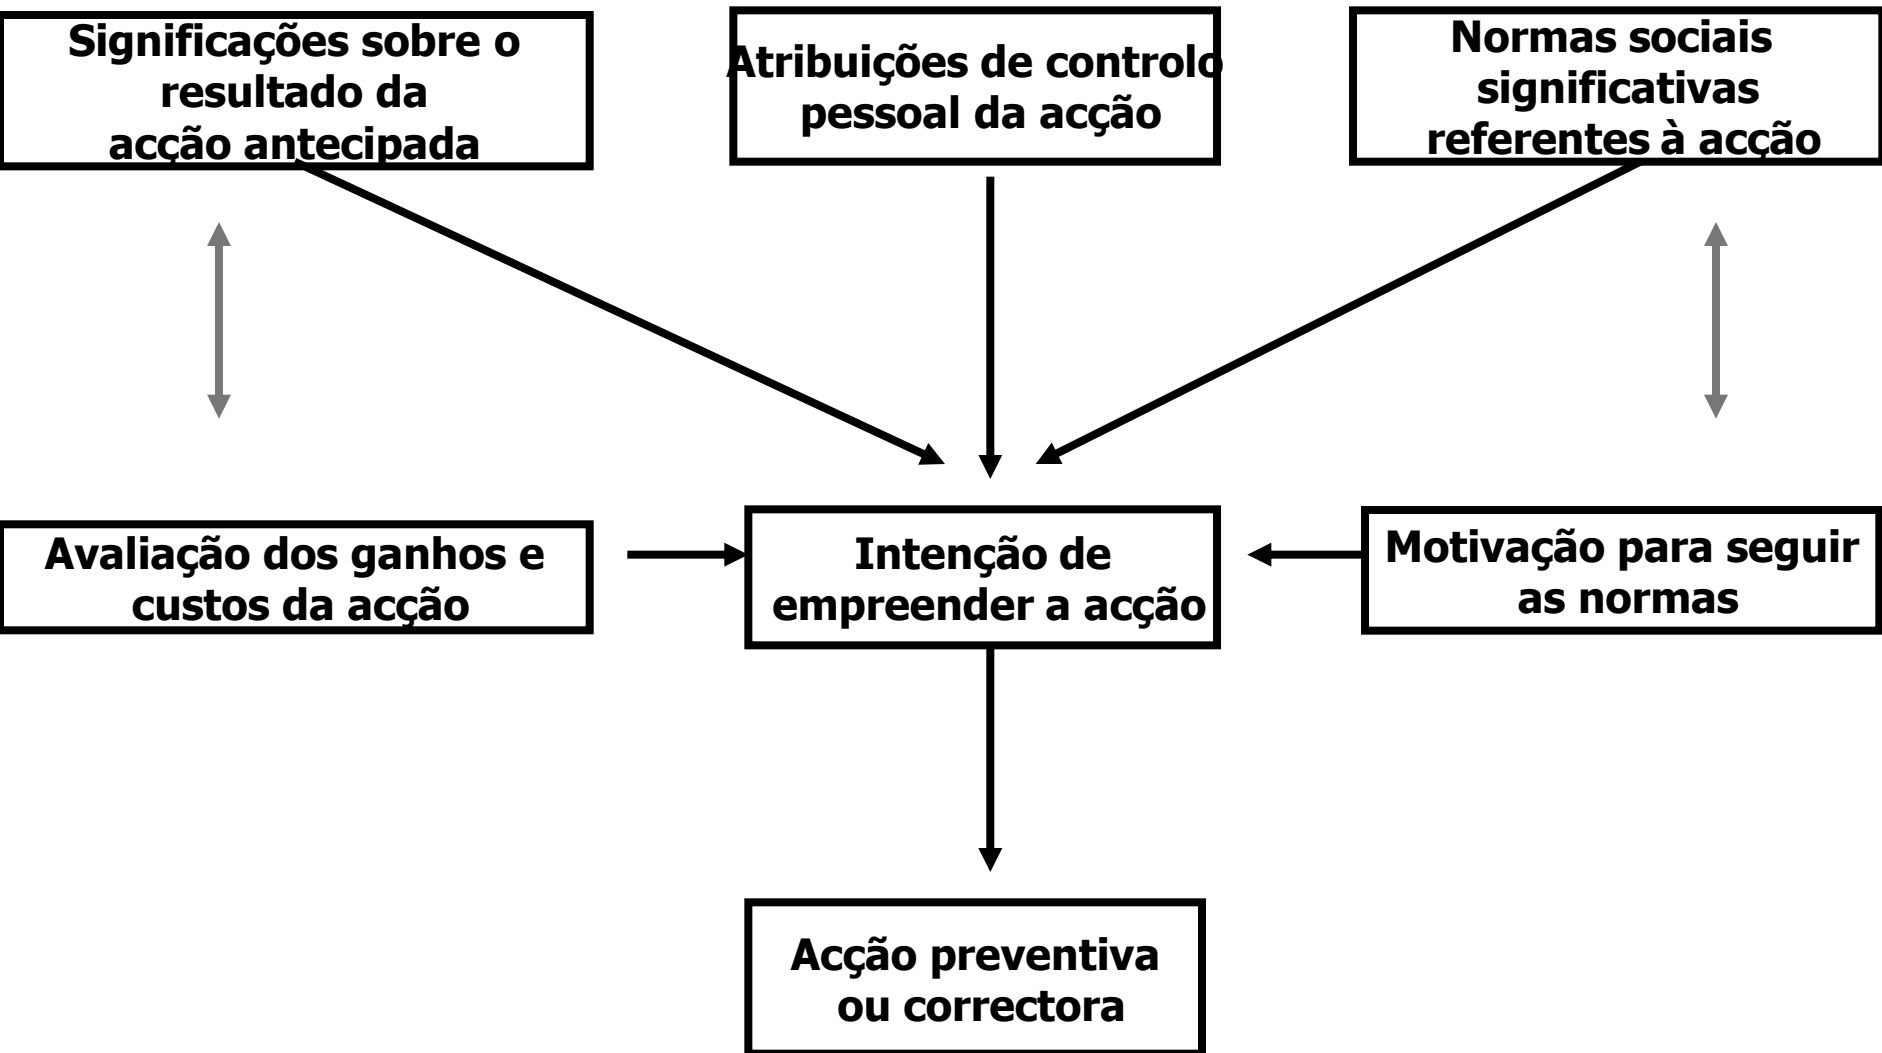 Significações sobre o
resultado da
acção antecipada
Atribuições de controlo
pessoal da acção
Normas sociais
significativas
referentes à acção
Avaliação dos ganhos e
custos da acção
Intenção de
empreender a acção
Motivação para seguir
as normas
Acção preventiva
ou correctora